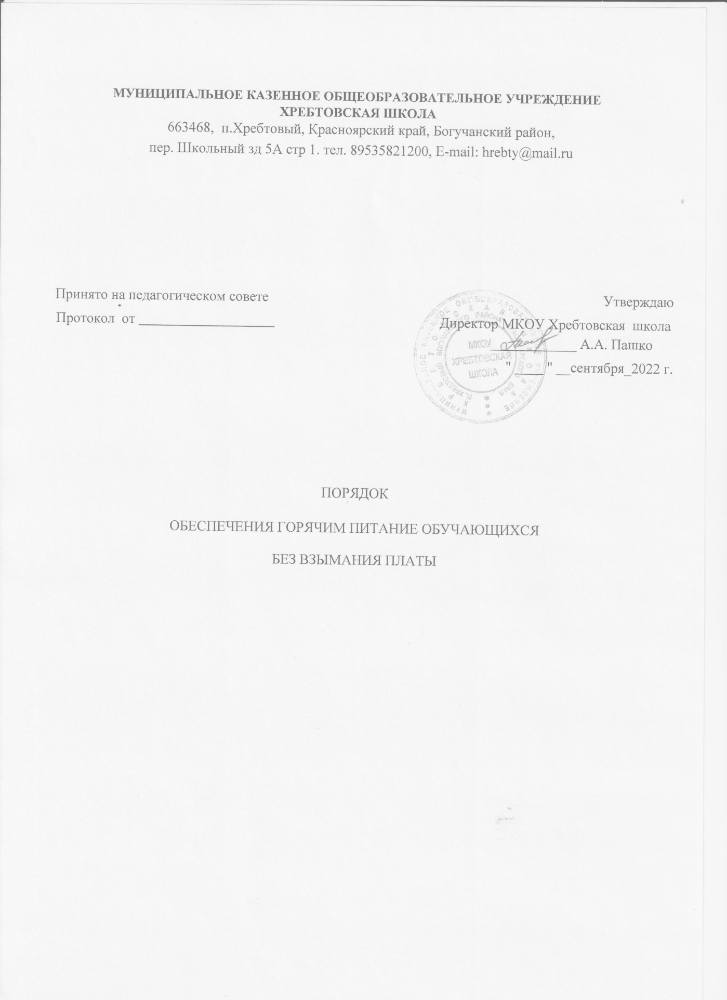 МУНИЦИПАЛЬНОЕ КАЗЕННОЕ ОБЩЕОБРАЗОВАТЕЛЬНОЕ УЧРЕЖДЕНИЕ
ХРЕБТОВСКАЯ ШКОЛА
663468,  п.Хребтовый, Красноярский край, Богучанский район,
пер. Школьный зд 5А стр 1. тел. 89535821200, E-mail: hrebty@mail.ru
Принято на педагогическом совете
Протокол  от ___________________
Утверждаю
Директор МКОУ Хребтовская  школа
____________ А.А. Пашко
" ____ " __сентября_2022 г.
МКОУ
ХРЕБТОВСКАЯ
ШКОЛА
ПОРЯДОК
ОБЕСПЕЧЕНИЯ ГОРЯЧИМ ПИТАНИЕ ОБУЧАЮЩИХСЯ
БЕЗ ВЗЫМАНИЯ ПЛАТЫ